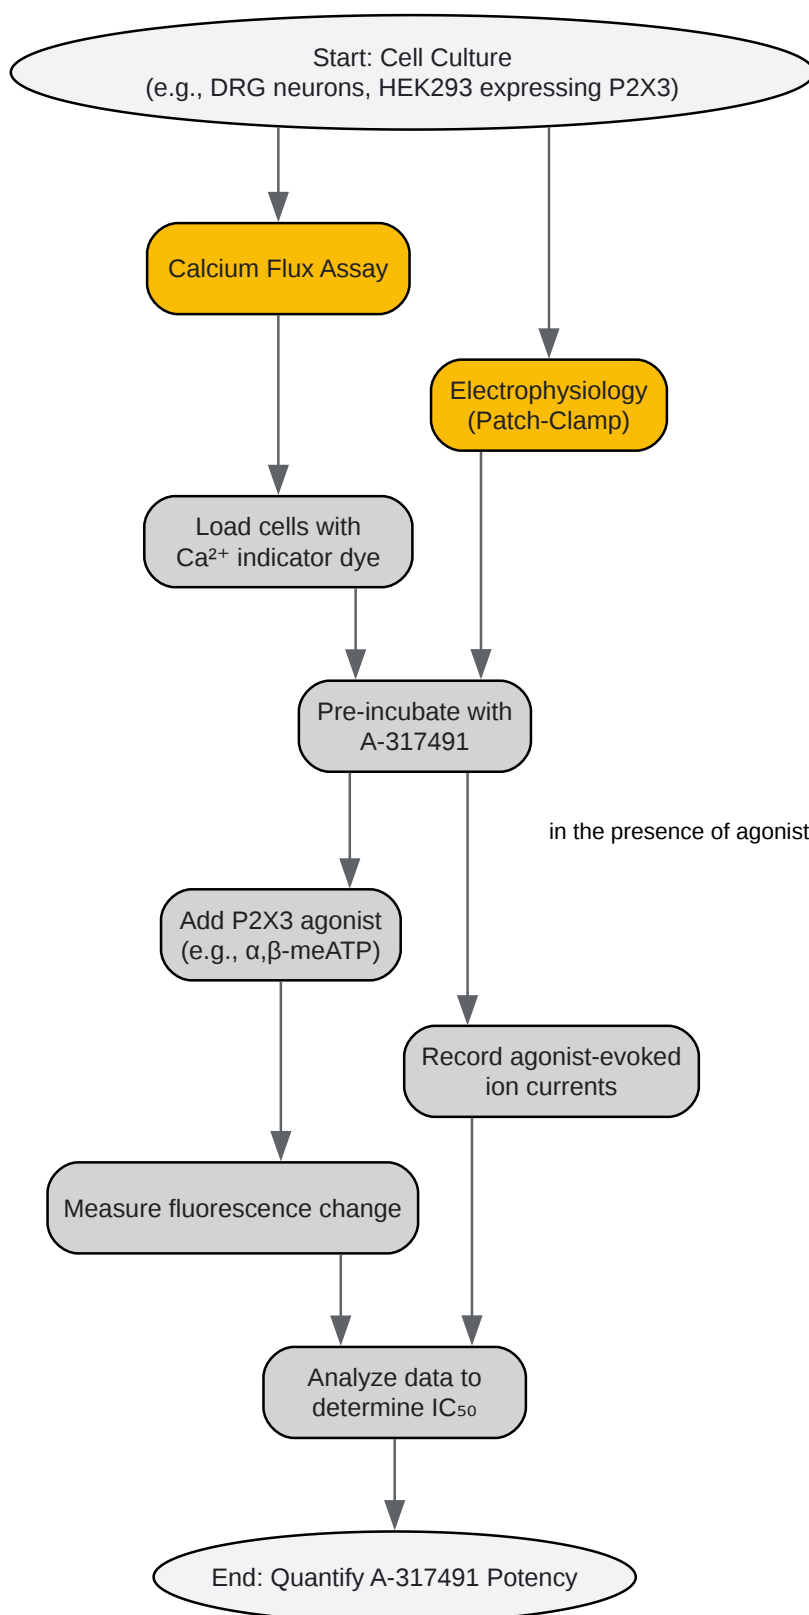 Start: Cell Culture
(e.g., DRG neurons, HEK293 expressing P2X3)
Calcium Flux Assay
Electrophysiology
(Patch-Clamp)
Load cells with
Ca²⁺ indicator dye
Pre-incubate with
A-317491
in the presence of agonist
Add P2X3 agonist
(e.g., α,β-meATP)
Record agonist-evoked
ion currents
Measure fluorescence change
Analyze data to
determine IC₅₀
End: Quantify A-317491 Potency